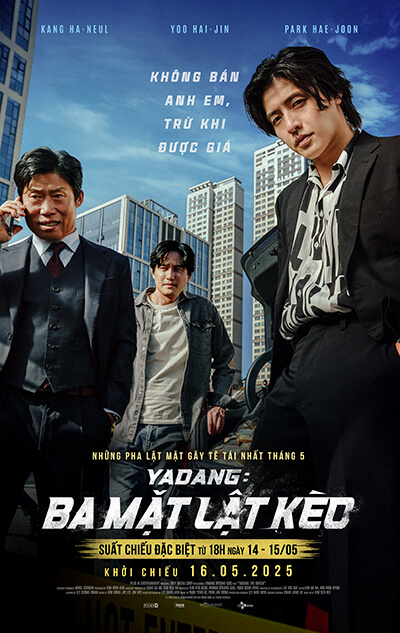 KANG HA-NEUL YOO HAI-JIN PARK HAE-JOON
KHÔNG BÁN
ANH EM,
TRỪ KHI
ĐƯỢC GIÁ
NHỮNG PHA LẬT MẶT GÂY TÊ TÁI NHẤT THÁNG 5
YADANG:
BA MẶT LẬT KÈO
SUẤT CHIẾU ĐẶC BIỆT TỪ 18H NGÀY 14 - 15/05
KHỞI CHIẾU 16.05.2025